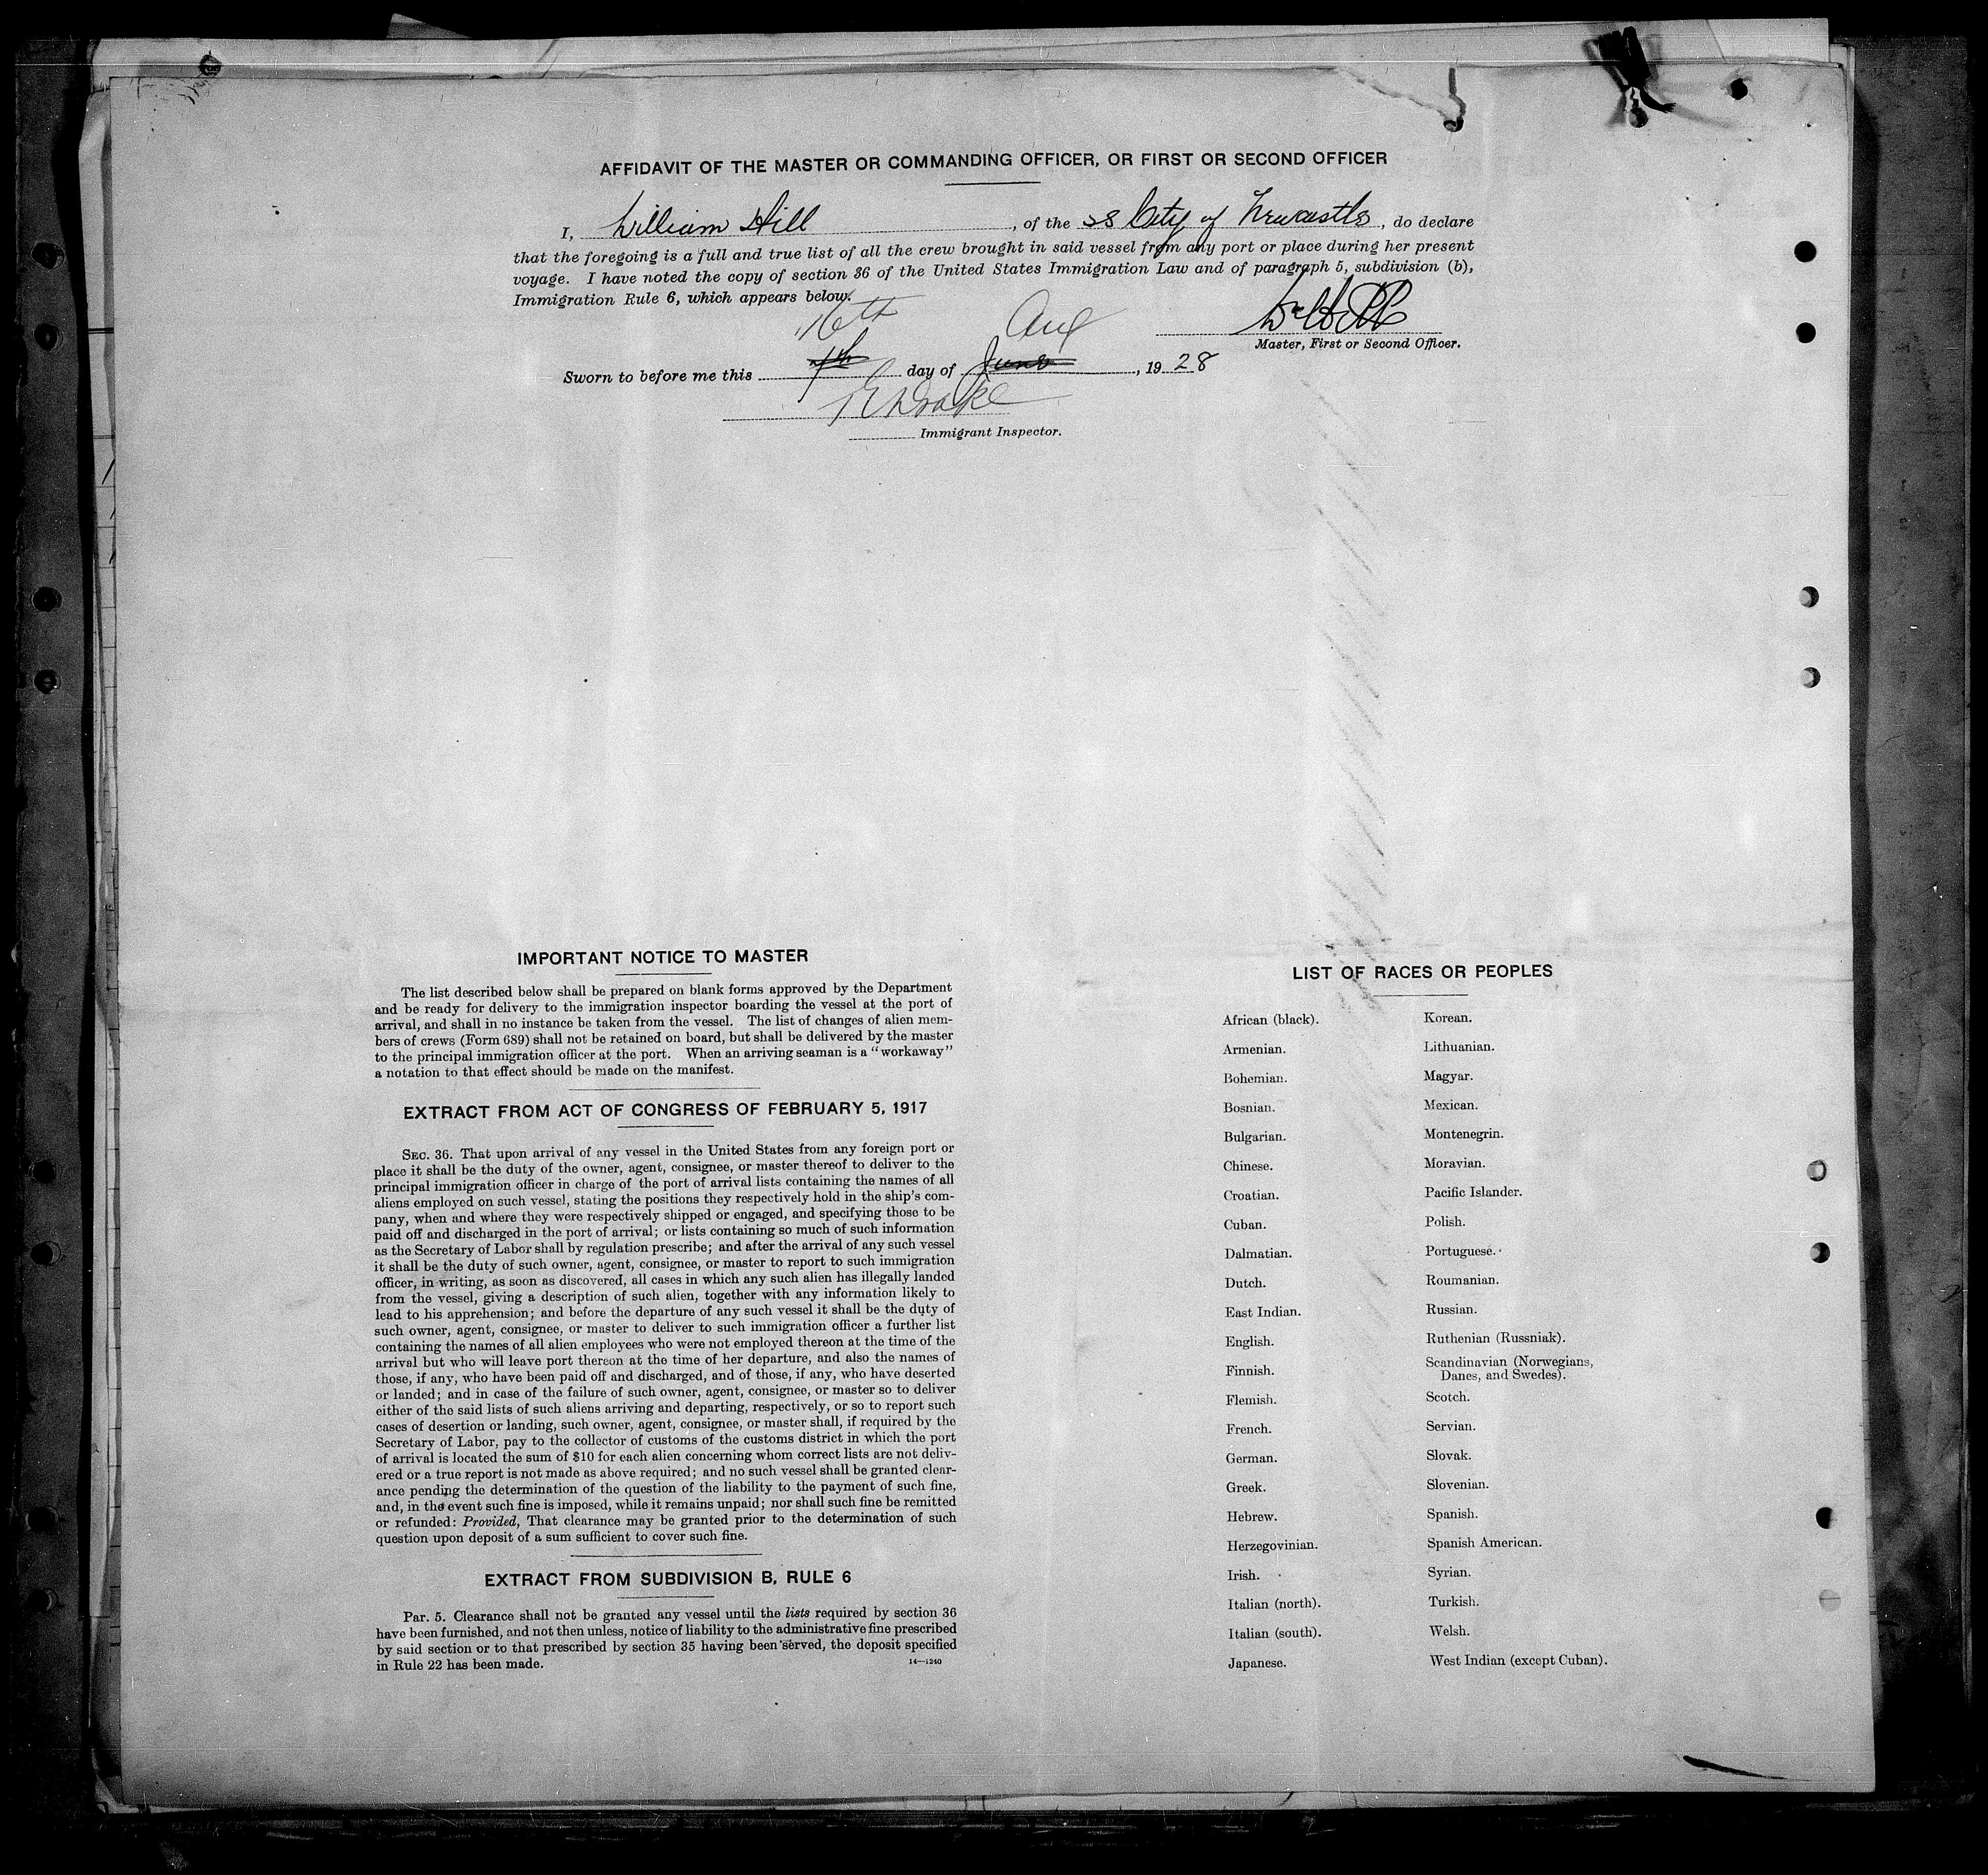 AFFIDAVIT OF THE MASTER OR COMMANDING OFFICER, OR FIRST OR SECOND OFFICER
I, William Hill, of the SS City of Newcastle, do declare
that the foregoing is a full and true list of all the crew brought in said vessel from any port or place during her present
voyage. I have noted the copy of section 36 of the United States Immigration Law and of paragraph 5, subdivision (b),
Immigration Rule 6, which appears below.
16th Aug
Wm Hill
Master, First or Second Officer.
Sworn to before me this 7th day of June, 1928
Drake
Immigrant Inspector.
IMPORTANT NOTICE TO MASTER
The list described below shall be prepared on blank forms approved by the Department
and be ready for delivery to the immigration inspector boarding the vessel at the port of
arrival, and shall in no instance be taken from the vessel. The list of changes of alien mem-
bers of crews (Form 689) shall not be retained on board, but shall be delivered by the master
to the principal immigration officer at the port. When an arriving seaman is a "workaway"
a notation to that effect should be made on the manifest.
EXTRACT FROM ACT OF CONGRESS OF FEBRUARY 5, 1917
SEC. 36. That upon arrival of any vessel in the United States from any foreign port or
place it shall be the duty of the owner, agent, consignee, or master thereof to deliver to the
principal immigration officer in charge of the port of arrival lists containing the names of all
aliens employed on such vessel, stating the positions they respectively hold in the ship's com-
pany, when and where they were respectively shipped or engaged, and specifying those to be
paid off and discharged in the port of arrival; or lists containing so much of such information
as the Secretary of Labor shall by regulation prescribe; and after the arrival of any such vessel
it shall be the duty of such owner, agent, consignee, or master to report to such immigration
officer, in writing, as soon as discovered, all cases in which any such alien has illegally landed
from the vessel, giving a description of such alien, together with any information likely to
lead to his apprehension; and before the departure of any such vessel it shall be the duty of
such owner, agent, consignee, or master to deliver to such immigration officer a further list
containing the names of all alien employees who were not employed thereon at the time of the
arrival but who will leave port thereon at the time of her departure, and also the names of
those, if any, who have been paid off and discharged, and of those, if any, who have deserted
or landed; and in case of the failure of such owner, agent, consignee, or master so to deliver
either of the said lists of such aliens arriving and departing, respectively, or so to report such
cases of desertion or landing, such owner, agent, consignee, or master shall, if required by the
Secretary of Labor, pay to the collector of customs of the customs district in which the port
of arrival is located the sum of $10 for each alien concerning whom correct lists are not deliv-
ered or a true report is not made as above required; and no such vessel shall be granted clear-
ance pending the determination of the question of the liability to the payment of such fine,
and, in the event such fine is imposed, while it remains unpaid; nor shall such fine be remitted
or refunded: Provided, That clearance may be granted prior to the determination of such
question upon deposit of a sum sufficient to cover such fine.
EXTRACT FROM SUBDIVISION B, RULE 6
Par. 5. Clearance shall not be granted any vessel until the lists required by section 36
have been furnished, and not then unless, notice of liability to the administrative fine prescribed
by said section or to that prescribed by section 35 having been served, the deposit specified
in Rule 22 has been made.
14—1240
LIST OF RACES OR PEOPLES
African (black).
Armenian.
Bohemian.
Bosnian.
Bulgarian.
Chinese.
Croatian.
Cuban.
Dalmatian.
Dutch.
East Indian.
English.
Finnish.
Flemish.
French.
German.
Greek.
Hebrew.
Herzegovinian.
Irish.
Italian (north).
Italian (south).
Japanese.
Korean.
Lithuanian.
Magyar.
Mexican.
Montenegrin.
Moravian.
Pacific Islander.
Polish.
Portuguese.
Roumanian.
Russian.
Ruthenian (Russniak).
Scandinavian (Norwegians,
Danes, and Swedes).
Scotch.
Servian.
Slovak.
Slovenian.
Spanish.
Spanish American.
Syrian.
Turkish.
Welsh.
West Indian (except Cuban).